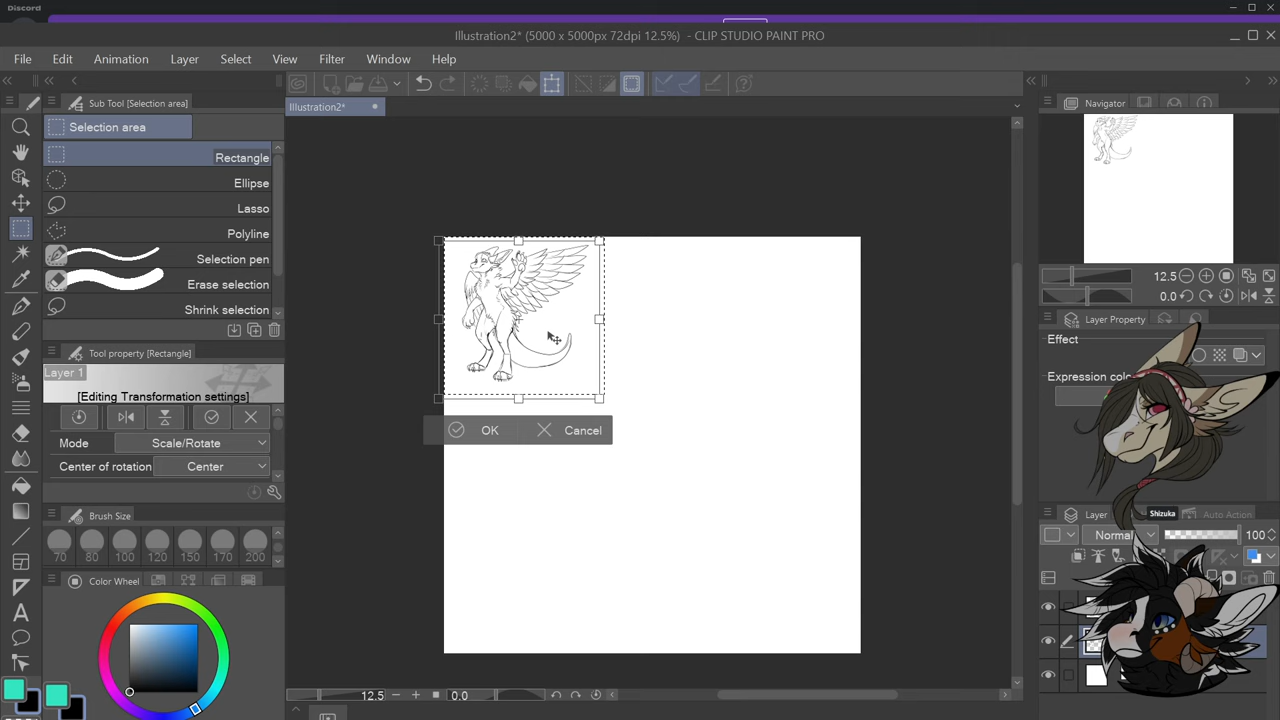 Discord
Illustration2* (5000 x 5000px 72dpi 12.5%) - CLIP STUDIO PAINT PRO
File Edit Animation Layer Select View Filter Window Help
Sub Tool [Selection area]
Illustration2*
Navigator
Selection area
Rectangle
Ellipse
Lasso
Polyline
Selection pen
Erase selection
Shrink selection
12.5
0.0
Layer Property
Effect
Expression colo
Tool property [Rectangle]
Layer 1
[Editing Transformation settings]
Mode Scale/Rotate
Center of rotation Center
OK Cancel
Brush Size
70 80 100 120 150 170 200
Color Wheel
Layer Shizuka Auto Action
Normal 100
12.5 0.0